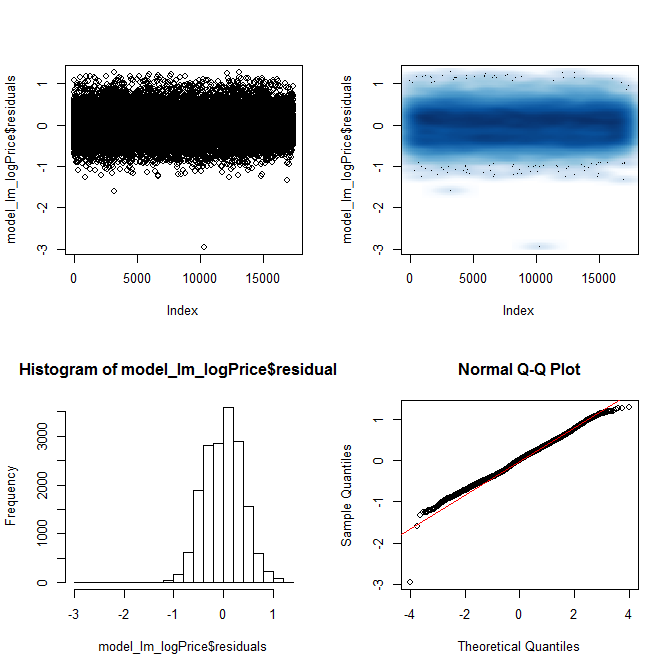 model_lm_logPrice$residuals
1
0
-1
-2
-3
0 5000 10000 15000
Index
model_lm_logPrice$residuals
1
0
-1
-2
-3
0 5000 10000 15000
Index
Histogram of model_lm_logPrice$residual
Frequency
3000
2000
1000
0
-3 -2 -1 0 1
model_lm_logPrice$residuals
Normal Q-Q Plot
Sample Quantiles
1
0
-1
-2
-3
-4 -2 0 2 4
Theoretical Quantiles